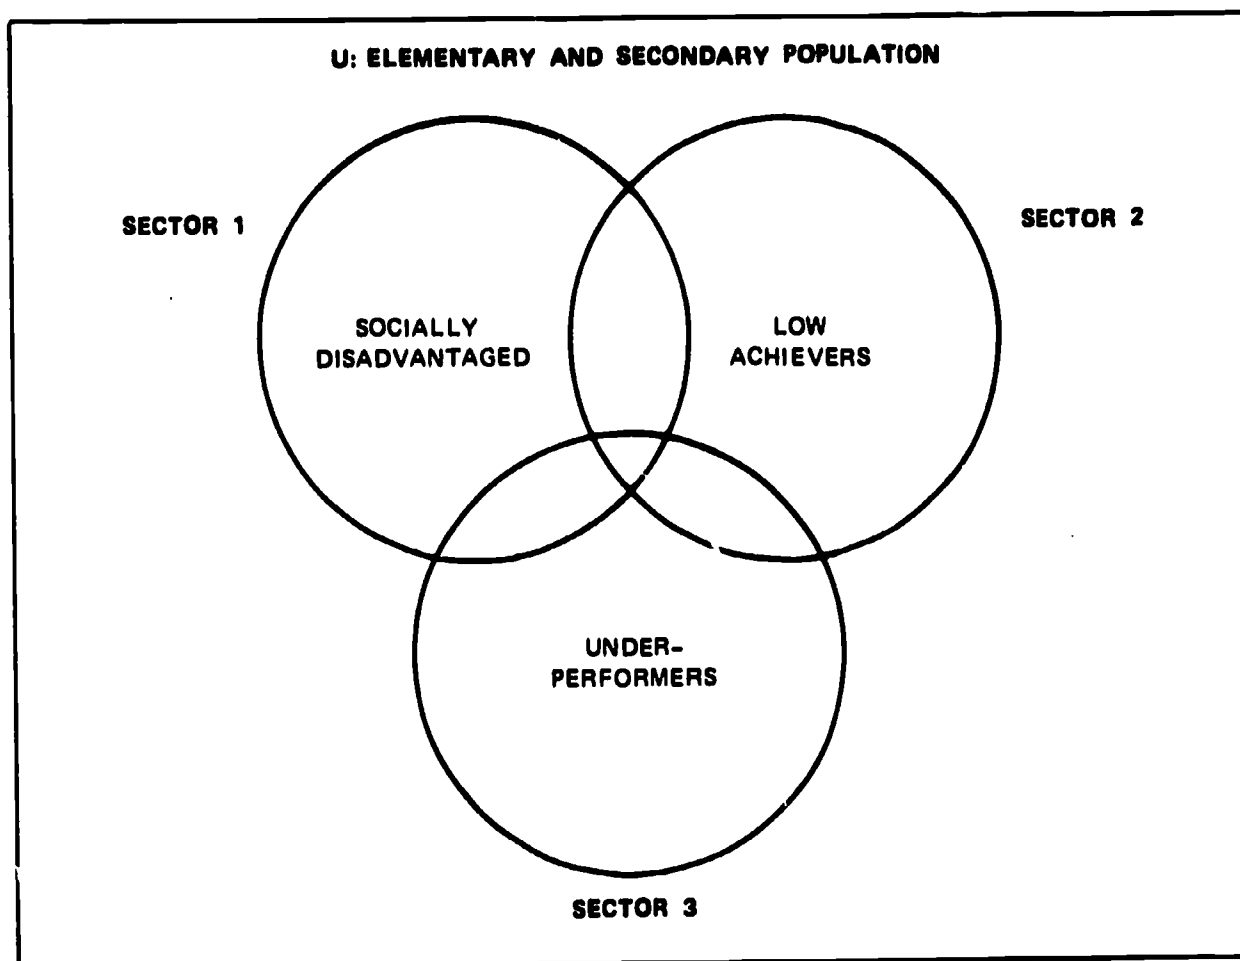 U: ELEMENTARY AND SECONDARY POPULATION
SECTOR 1
SECTOR 2
SOCIALLY
DISADVANTAGED
LOW
ACHIEVERS
UNDER-
PERFORMERS
SECTOR 3